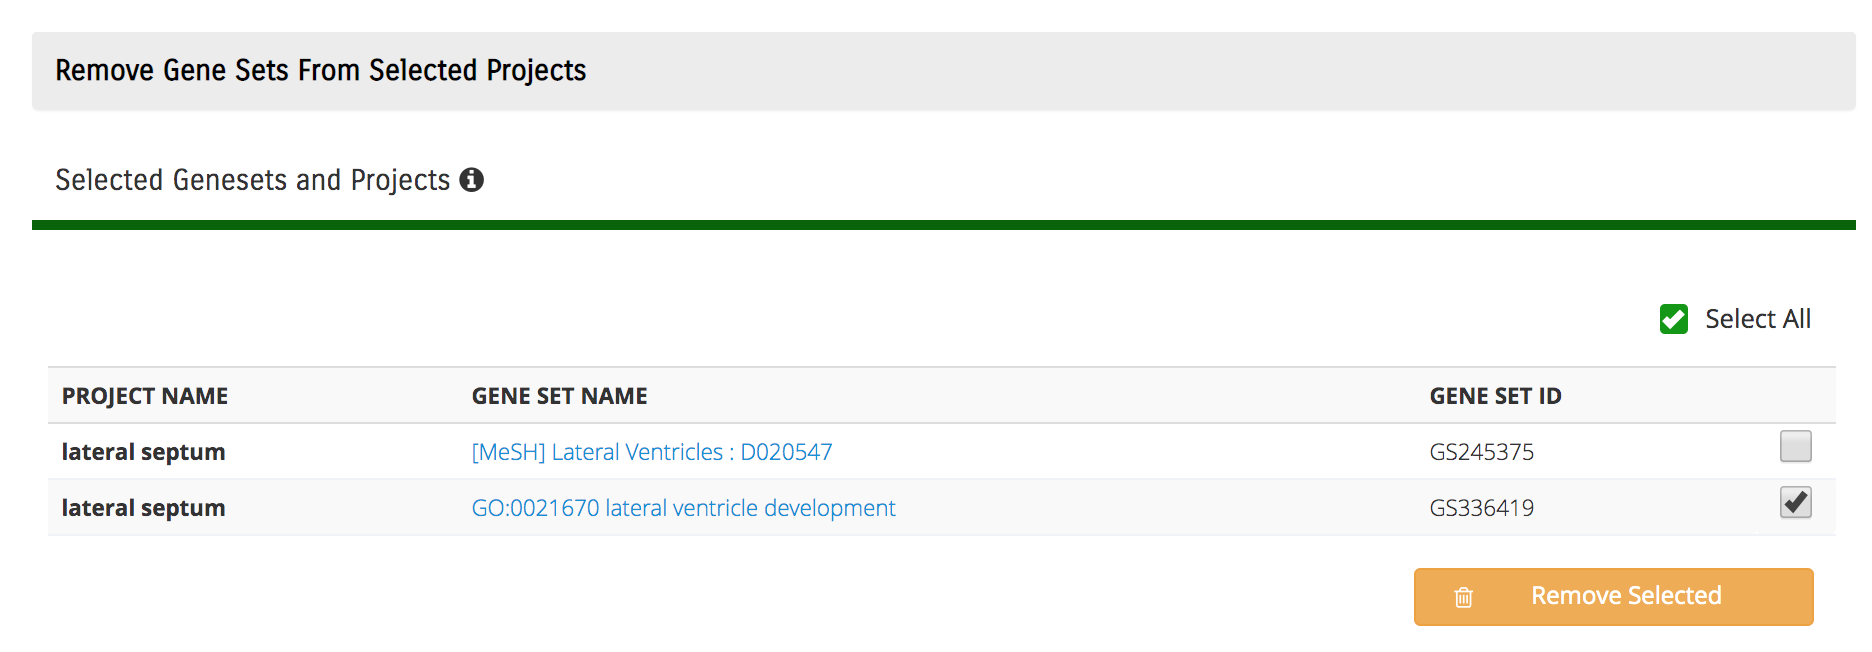 Remove Gene Sets From Selected Projects
Selected Genesets and Projects
Select All
PROJECT NAME GENE SET NAME GENE SET ID
lateral septum [MeSH] Lateral Ventricles : D020547 GS245375
lateral septum GO:0021670 lateral ventricle development GS336419
Remove Selected